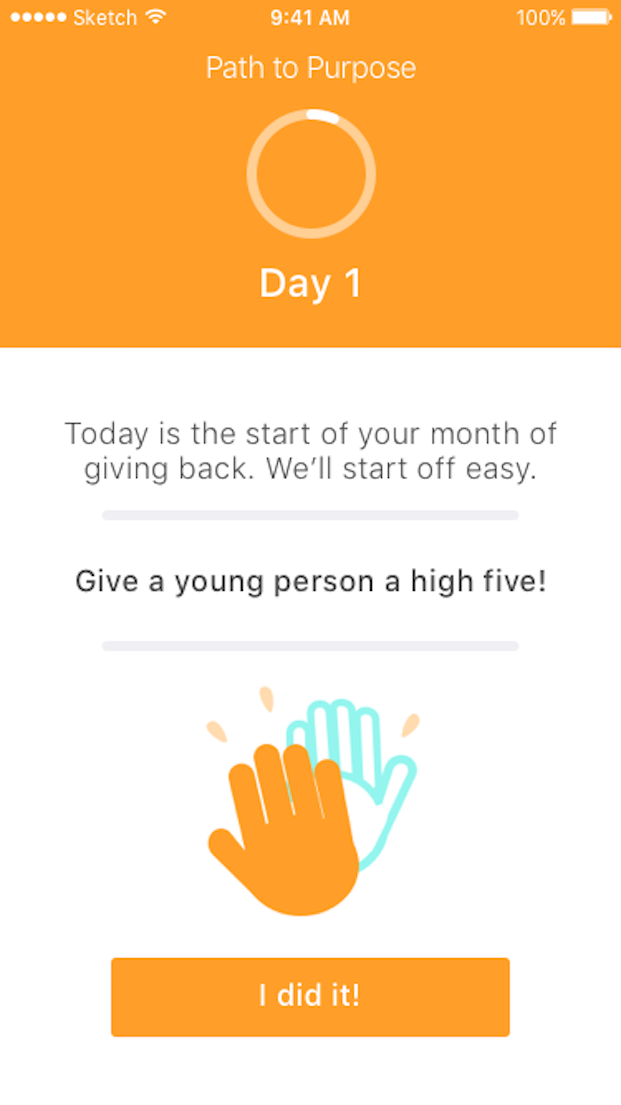 Sketch 9:41 AM 100%
Path to Purpose
Day 1
Today is the start of your month of
giving back. We’ll start off easy.
Give a young person a high five!
I did it!